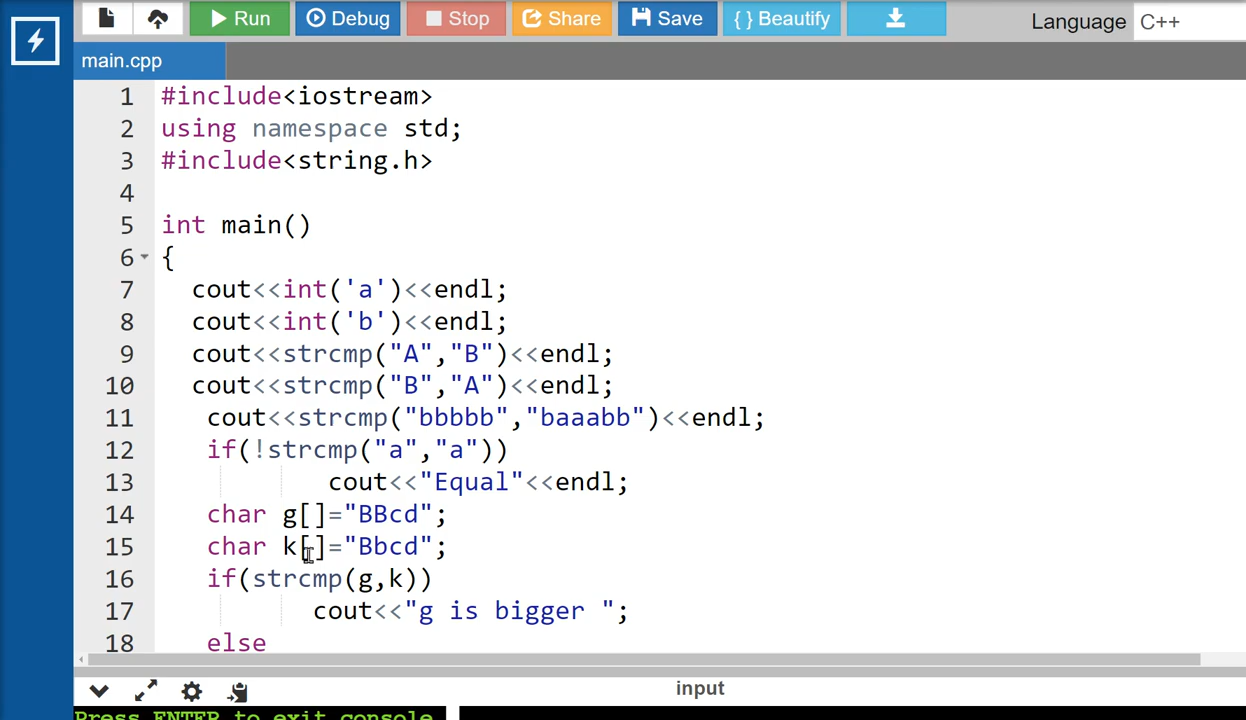 Run Debug Stop Share Save { } Beautify Language C++
main.cpp
1 #include<iostream>
2 using namespace std;
3 #include<string.h>
4
5 int main()
6 {
7 cout<<int('a')<<endl;
8 cout<<int('b')<<endl;
9 cout<<strcmp("A","B")<<endl;
10 cout<<strcmp("B","A")<<endl;
11 cout<<strcmp("bbbbb","baaabb")<<endl;
12 if(!strcmp("a","a"))
13 cout<<"Equal"<<endl;
14 char g[]="BBcd";
15 char k[]="Bbcd";
16 if(strcmp(g,k))
17 cout<<"g is bigger ";
18 else
input
Press ENTER to exit console.